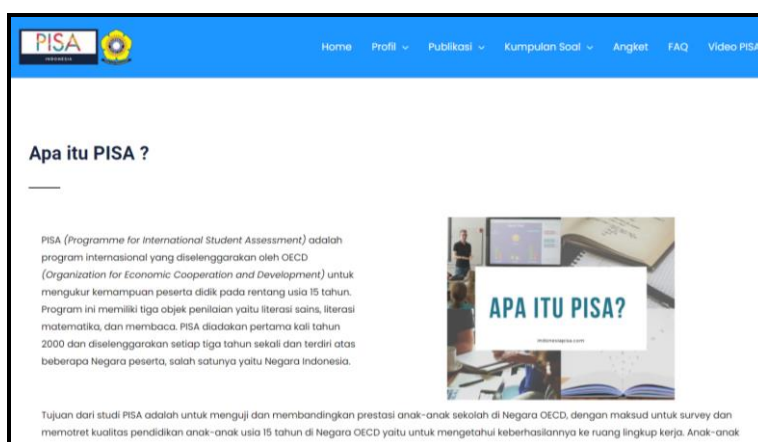 PISA
INDONESIA
Home Profil Publikasi Kumpulan Soal Angket FAQ Video PISA
Apa itu PISA ?
PISA (Programme for International Student Assessment) adalah
program internasional yang diselenggarakan oleh OECD
(Organization for Economic Cooperation and Development) untuk
mengukur kemampuan peserta didik pada rentang usia 15 tahun.
Program ini memiliki tiga objek penilaian yaitu literasi sains, literasi
matematika, dan membaca. PISA diadakan pertama kali tahun
2000 dan diselenggarakan setiap tiga tahun sekali dan terdiri atas
beberapa Negara peserta, salah satunya yaitu Negara Indonesia.
APA ITU PISA?
indonesiapisa.com
Tujuan dari studi PISA adalah untuk menguji dan membandingkan prestasi anak-anak sekolah di Negara OECD, dengan maksud untuk survey dan
memotret kualitas pendidikan anak-anak usia 15 tahun di Negara OECD yaitu untuk mengetahui keberhasilannya ke ruang lingkup kerja. Anak-anak